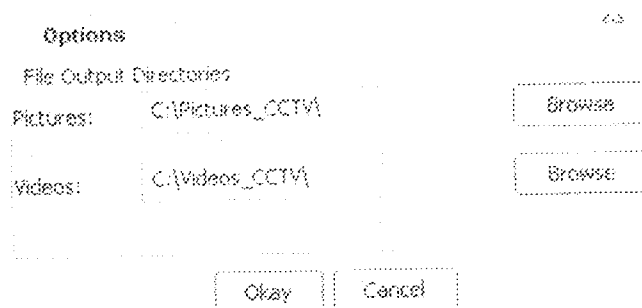 Options
File Output Directories
Pictures: C:\Pictures_CCTV\ Browse
Videos: C:\Videos_CCTV\ Browse
Okay Cancel